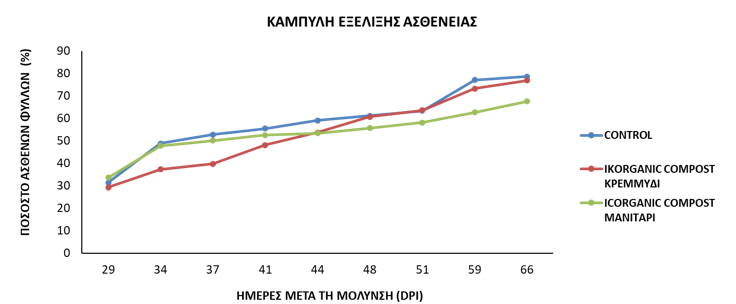 ΚΑΜΠΥΛΗ ΕΞΕΛΙΞΗΣ ΑΣΘΕΝΕΙΑΣ
ΠΟΣΟΣΤΟ ΑΣΘΕΝΩΝ ΦΥΛΛΩΝ (%)
90
80
70
60
50
40
30
20
10
0
29 34 37 41 44 48 51 59 66
ΗΜΕΡΕΣ ΜΕΤΑ ΤΗ ΜΟΛΥΝΣΗ (DPI)
CONTROL
IKORGANIC COMPOST
ΚΡΕΜΜΥΔΙ
ICORGANIC COMPOST
ΜΑΝΙΤΑΡΙ